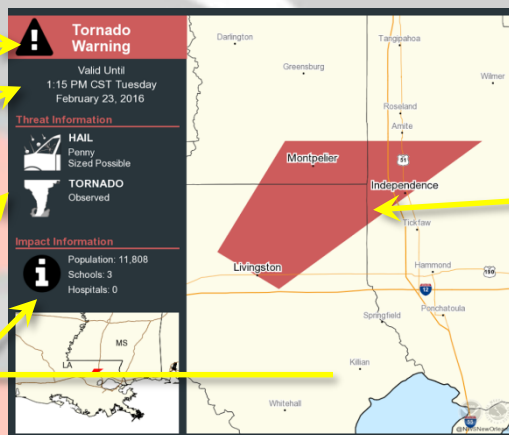 Tornado
Warning
Valid Until
1:15 PM CST Tuesday
February 23, 2016
Threat Information
HAIL
Penny
Sized Possible
TORNADO
Observed
Impact Information
Population: 11,808
Schools: 3
Hospitals: 0
MS
LA
Darlington
Tangipahoa
Greensburg
Wilmer
Roseland
Amite
Montpelier
51
Independence
Tickfaw
Livingston
Hammond
190
12
Ponchatoula
Springfield
Killian
Whitehall
55
@NWSNewOrleans